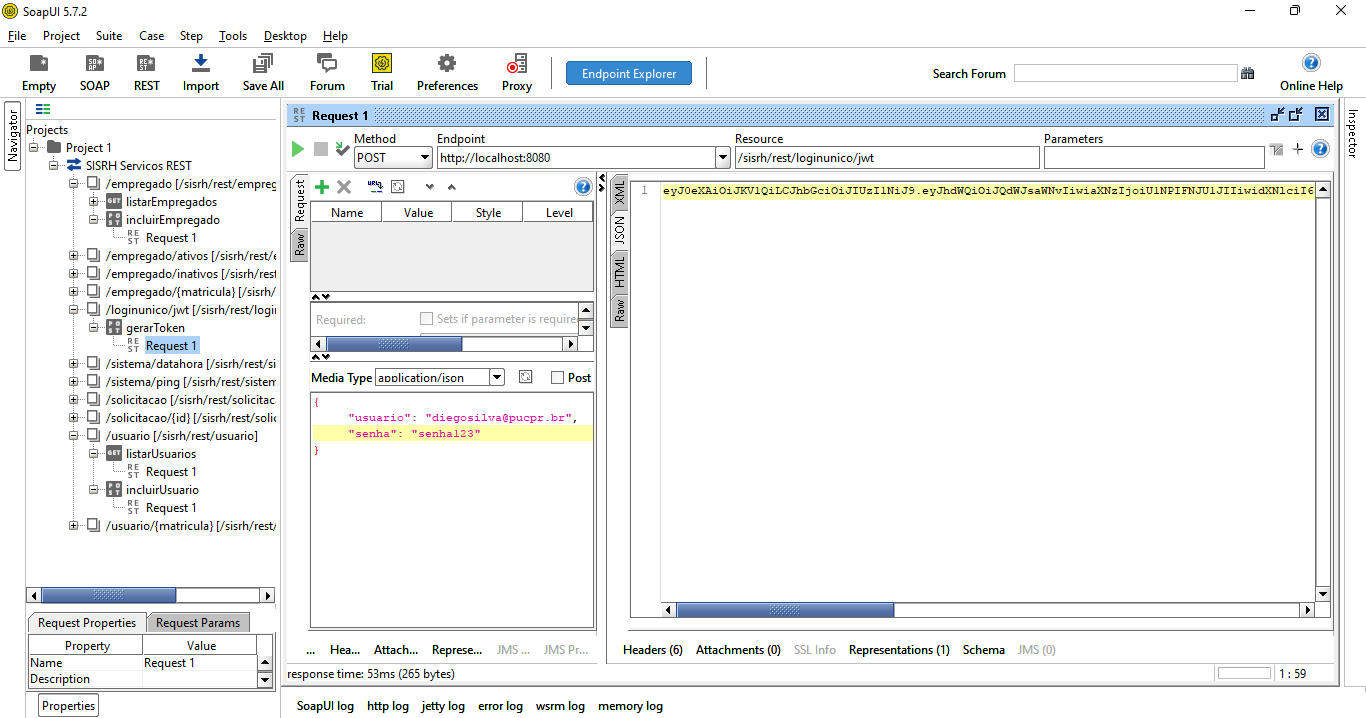 SoapUI 5.7.2
File Project Suite Case Step Tools Desktop Help
Empty SOAP REST Import Save All Forum Trial Preferences Proxy Endpoint Explorer Search Forum Online Help
Navigator
Projects
Project 1
SISRH Servicos REST
/empregado [/sisrh/rest/empreg
listarEmpregados
incluirEmpregado
Request 1
/empregado/ativos [/sisrh/rest/e
/empregado/inativos [/sisrh/rest
/empregado/{matricula} [/sisrh/
/loginunico/jwt [/sisrh/rest/logi
gerarToken
Request 1
/sistema/datahora [/sisrh/rest/si
/sistema/ping [/sisrh/rest/sistem
/solicitacao [/sisrh/rest/solicitac
/solicitacao/{id} [/sisrh/rest/solic
/usuario [/sisrh/rest/usuario]
listarUsuarios
Request 1
incluirUsuario
Request 1
/usuario/{matricula} [/sisrh/rest/
Request Properties Request Params
Property Value
Name Request 1
Description
Properties
Request 1
Method Endpoint Resource Parameters
POST http://localhost:8080 /sisrh/rest/loginunico/jwt
Request
Raw
Name Value Style Level
Required: Sets if parameter is require
Media Type application/json Post
{
"usuario": "diegosilva@pucpr.br",
"senha": "senha123"
}
... Hea... Attach... Represe... JMS ... JMS Pr...
XML
JSON
HTML
Raw
1 eyJ0eXAiOiJKV1QiLCJhbGciOiJIUzI1NiJ9.eyJhdWQiOiJQdWJsaWNvIiwiaXNzIjoiU1NPIFNJU1JIIiwidXNlciI6
Headers (6) Attachments (0) SSL Info Representations (1) Schema JMS (0)
response time: 53ms (265 bytes) 1 : 59
Inspector
SoapUI log http log jetty log error log wsrm log memory log